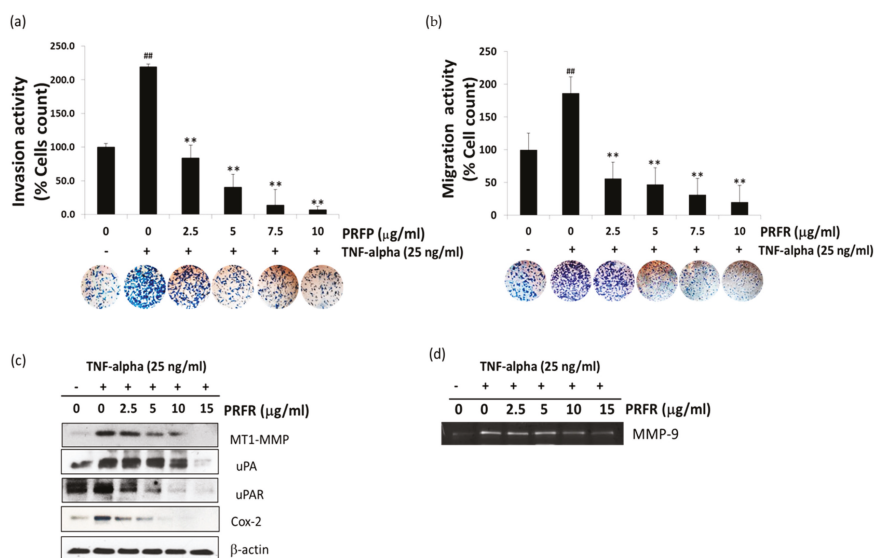 (a)
Invasion activity
(% Cells count)
250.0
200.0
150.0
100.0
50.0
0.0
##
**
**
**
**
0 0 2.5 5 7.5 10 PRFP (μg/ml)
- + + + + + TNF-alpha (25 ng/ml)
(b)
Migration activity
(% Cell count)
250
200
150
100
50
0
##
**
**
**
**
0 0 2.5 5 7.5 10 PRFR (μg/ml)
- + + + + + TNF-alpha (25 ng/ml)
(c)
TNF-alpha (25 ng/ml)
- + + + + +
0 0 2.5 5 10 15 PRFR (μg/ml)
MT1-MMP
uPA
uPAR
Cox-2
β-actin
(d)
TNF-alpha (25 ng/ml)
- + + + + +
0 0 2.5 5 10 15 PRFR (μg/ml)
MMP-9